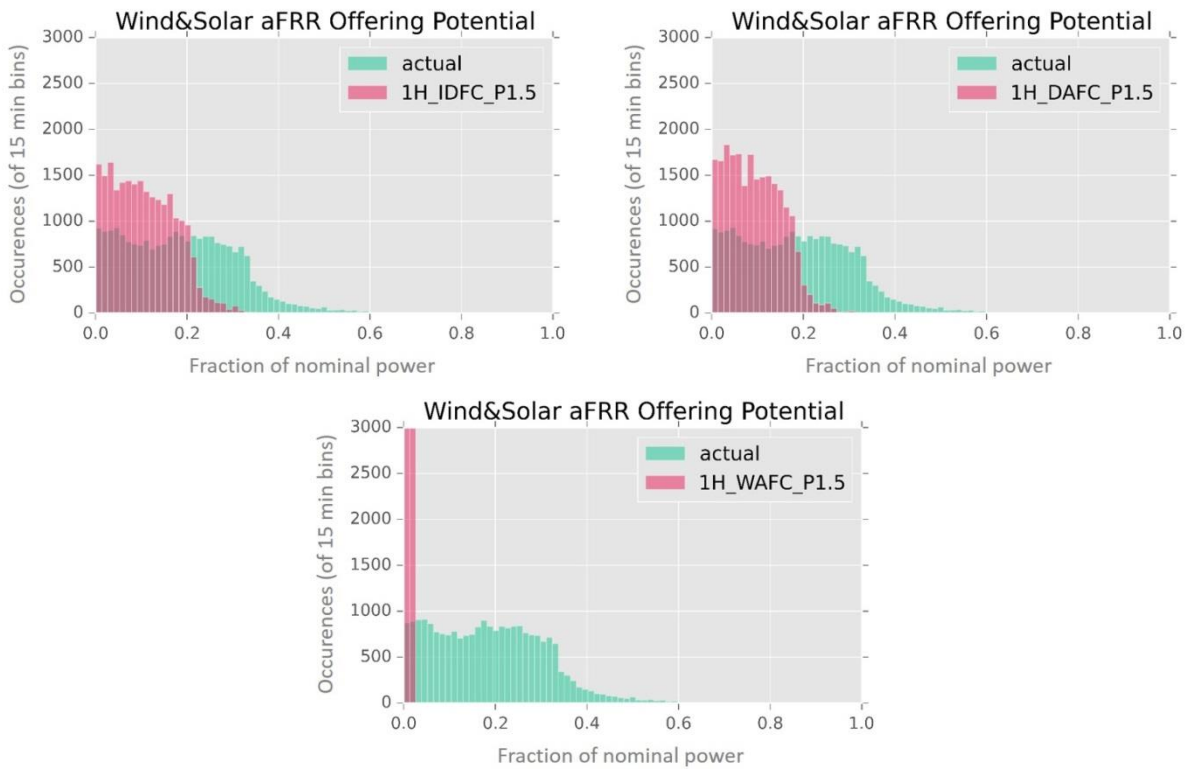 Wind&Solar aFRR Offering Potential
Occurences (of 15 min bins)
3000
2500
2000
1500
1000
500
0
actual
1H_IDFC_P1.5
0.0 0.2 0.4 0.6 0.8 1.0
Fraction of nominal power
Wind&Solar aFRR Offering Potential
Occurences (of 15 min bins)
3000
2500
2000
1500
1000
500
0
actual
1H_DAFC_P1.5
0.0 0.2 0.4 0.6 0.8 1.0
Fraction of nominal power
Wind&Solar aFRR Offering Potential
Occurences (of 15 min bins)
3000
2500
2000
1500
1000
500
0
actual
1H_WAFC_P1.5
0.0 0.2 0.4 0.6 0.8 1.0
Fraction of nominal power